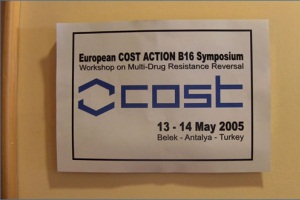 European COST ACTION B16 Symposium
Workshop on Multi-Drug Resistance Reversal
cost
13 - 14 May 2005
Belek - Antalya - Turkey